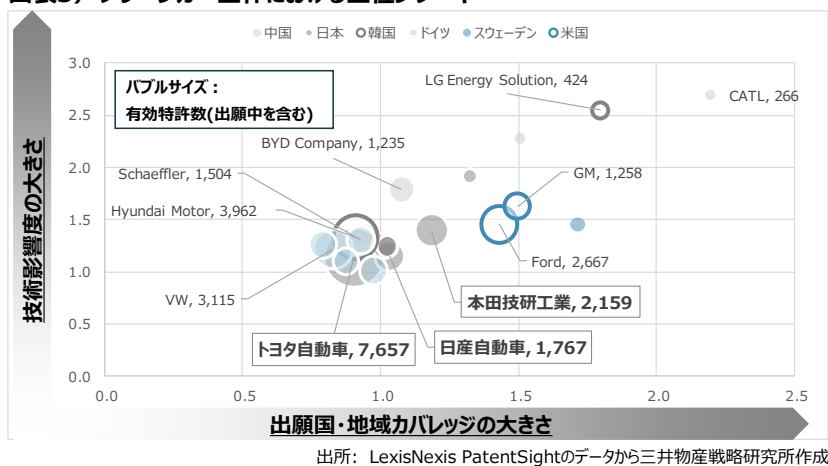 中国 日本 韓国 ドイツ スウェーデン 米国
バブルサイズ：
有効特許数(出願中を含む)
LG Energy Solution, 424
CATL, 266
BYD Company, 1,235
Schaeffler, 1,504
GM, 1,258
Hyundai Motor, 3,962
Ford, 2,667
VW, 3,115
本田技研工業, 2,159
トヨタ自動車, 7,657
日産自動車, 1,767
技術影響度の大きさ
3.0
2.5
2.0
1.5
1.0
0.5
0.0
0.0 0.5 1.0 1.5 2.0 2.5
出願国・地域カバレッジの大きさ
出所： LexisNexis PatentSightのデータから三井物産戦略研究所作成